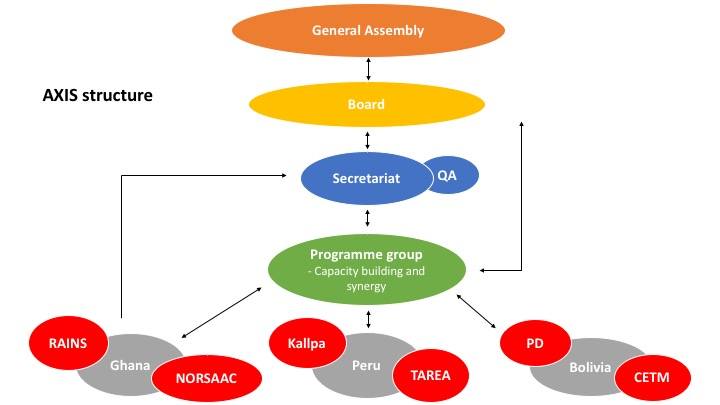 General Assembly
AXIS structure
Board
Secretariat
QA
Programme group
- Capacity building and
synergy
RAINS
Ghana
NORSAAC
Kallpa
Peru
TAREA
PD
Bolivia
CETM